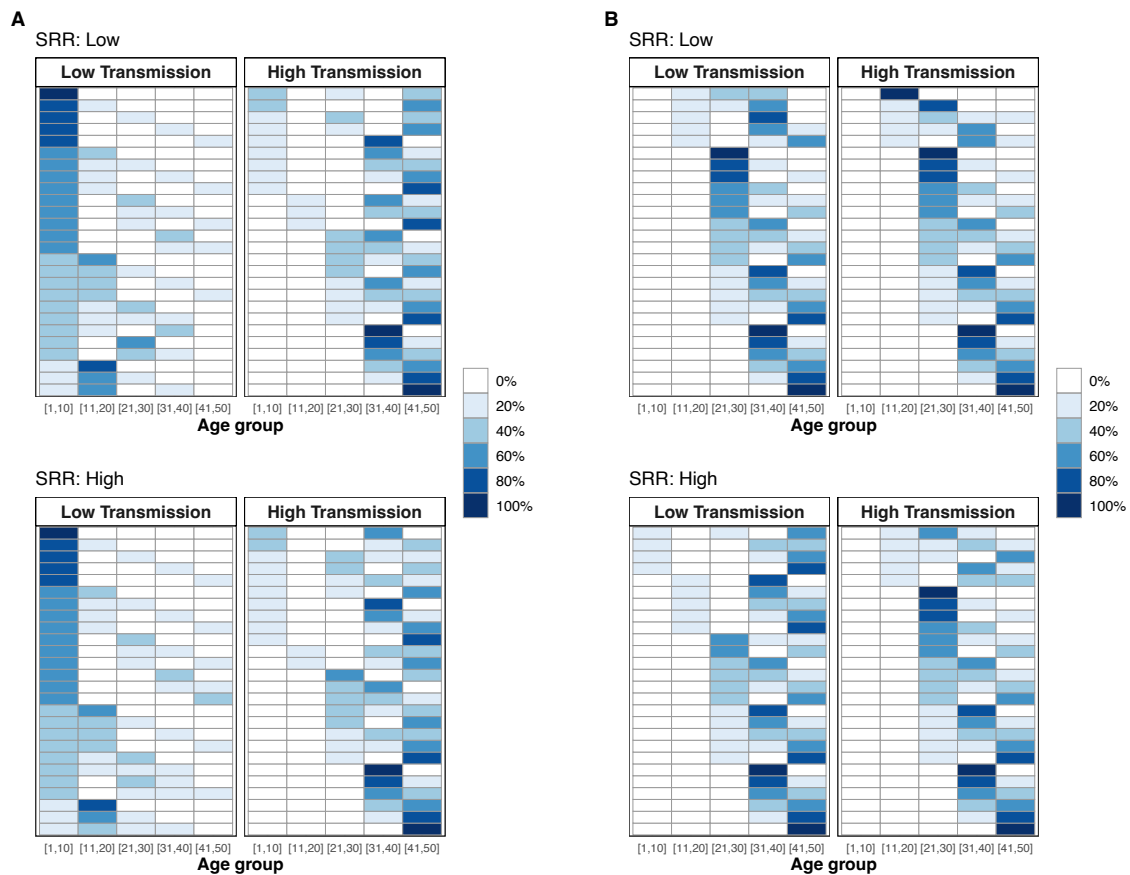 A
SRR: Low
Low Transmission
High Transmission
[1,10] [11,20] [21,30] [31,40] [41,50]
[1,10] [11,20] [21,30] [31,40] [41,50]
Age group
SRR: High
Low Transmission
High Transmission
[1,10] [11,20] [21,30] [31,40] [41,50]
[1,10] [11,20] [21,30] [31,40] [41,50]
Age group
0%
20%
40%
60%
80%
100%
B
SRR: Low
Low Transmission
High Transmission
[1,10] [11,20] [21,30] [31,40] [41,50]
[1,10] [11,20] [21,30] [31,40] [41,50]
Age group
SRR: High
Low Transmission
High Transmission
[1,10] [11,20] [21,30] [31,40] [41,50]
[1,10] [11,20] [21,30] [31,40] [41,50]
Age group
0%
20%
40%
60%
80%
100%